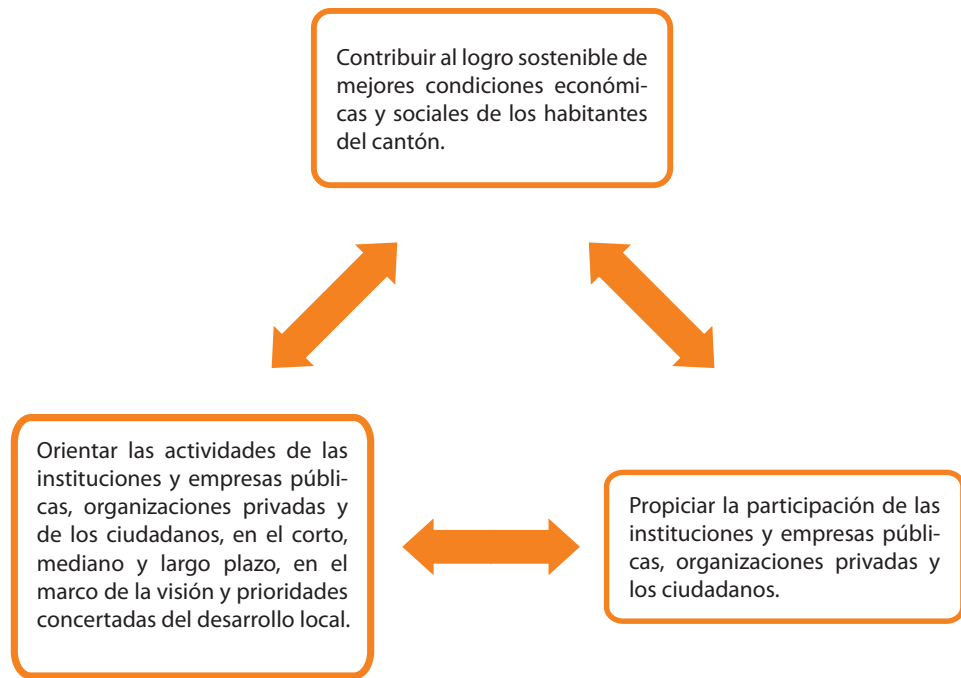 Contribuir al logro sostenible de
mejores condiciones económi-
cas y sociales de los habitantes
del cantón.
Orientar las actividades de las
instituciones y empresas públi-
cas, organizaciones privadas y
de los ciudadanos, en el corto,
mediano y largo plazo, en el
marco de la visión y prioridades
concertadas del desarrollo local.
Propiciar la participación de las
instituciones y empresas públi-
cas, organizaciones privadas y
los ciudadanos.